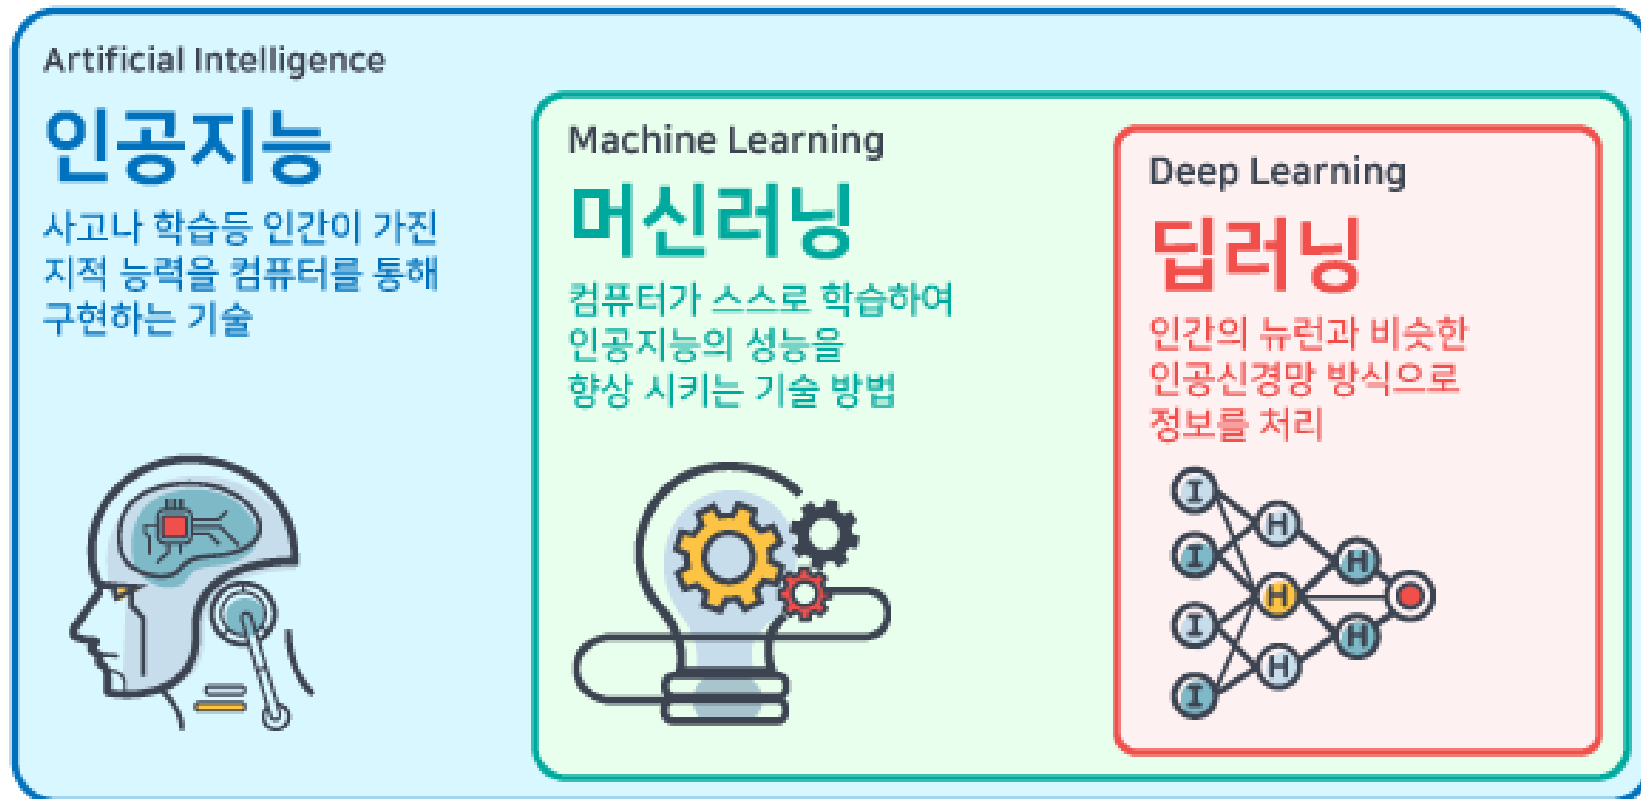 Artificial Intelligence
인공지능
사고나 학습등 인간이 가진
지적 능력을 컴퓨터를 통해
구현하는 기술
Machine Learning
머신러닝
컴퓨터가 스스로 학습하여
인공지능의 성능을
향상 시키는 기술 방법
Deep Learning
딥러닝
인간의 뉴런과 비슷한
인공신경망 방식으로
정보를 처리
I
H
I
H
H
I
H
H
I